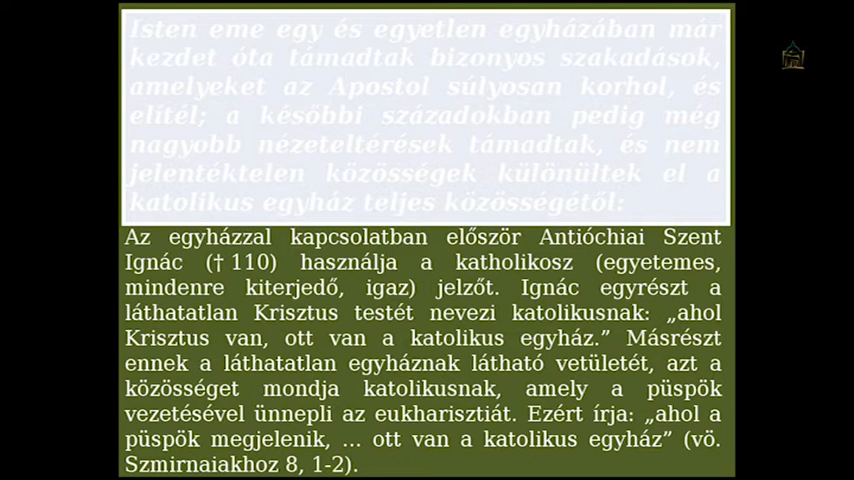 Isten eme egy és egyetlen egyházában már
kezdet óta támadtak bizonyos szakadások,
amelyeket az Apostol súlyosan korhol, és
elítél; a későbbi századokban pedig még
nagyobb nézeteltérések támadtak, és nem
jelentéktelen közösségek különültek el a
katolikus egyház teljes közösségétől:
Az egyházzal kapcsolatban először Antióchiai Szent
Ignác († 110) használja a katholikosz (egyetemes,
mindenre kiterjedő, igaz) jelzőt. Ignác egyrészt a
láthatatlan Krisztus testét nevezi katolikusnak: „ahol
Krisztus van, ott van a katolikus egyház.” Másrészt
ennek a láthatatlan egyháznak látható vetületét, azt a
közösséget mondja katolikusnak, amely a püspök
vezetésével ünnepli az eukharisztiát. Ezért írja: „ahol a
püspök megjelenik, ... ott van a katolikus egyház” (vö.
Szmirnaiakhoz 8, 1-2).